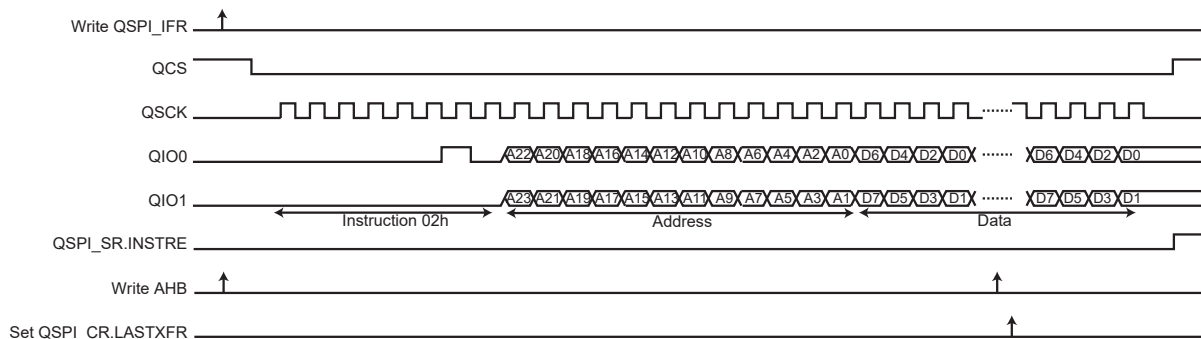 Write QSPI_IFR
QCS
QSCK
QIO0 A22 A20 A18 A16 A14 A12 A10 A8 A6 A4 A2 A0 D6 D4 D2 D0 D6 D4 D2 D0
QIO1 A23 A21 A19 A17 A15 A13 A11 A9 A7 A5 A3 A1 D7 D5 D3 D1 D7 D5 D3 D1
Instruction 02h Address Data
QSPI_SR.INSTRE
Write AHB
Set QSPI_CR.LASTXFR